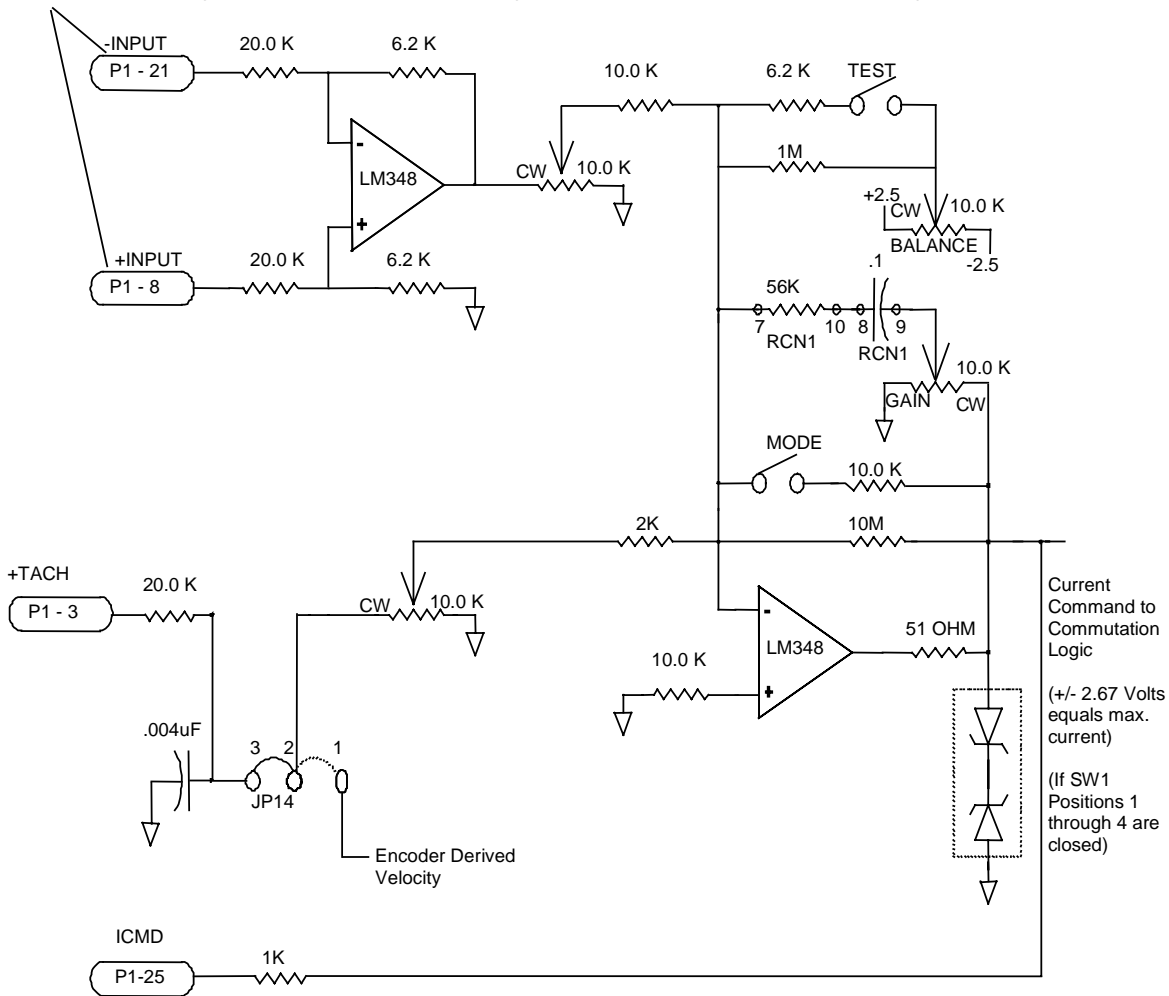 -INPUT
P1 - 21
20.0 K
6.2 K
-
LM348
+
+INPUT
P1 - 8
20.0 K
6.2 K
CW
10.0 K
10.0 K
6.2 K
TEST
1M
+2.5
CW
10.0 K
BALANCE
-2.5
56K
.1
7
10
8
9
RCN1
RCN1
10.0 K
GAIN
CW
MODE
10.0 K
2K
10M
+TACH
P1 - 3
20.0 K
CW
10.0 K
.004uF
3
2
1
JP14
Encoder Derived
Velocity
10.0 K
-
LM348
+
51 OHM
Current
Command to
Commutation
Logic
(+/- 2.67 Volts
equals max.
current)
(If SW1
Positions 1
through 4 are
closed)
ICMD
P1-25
1K